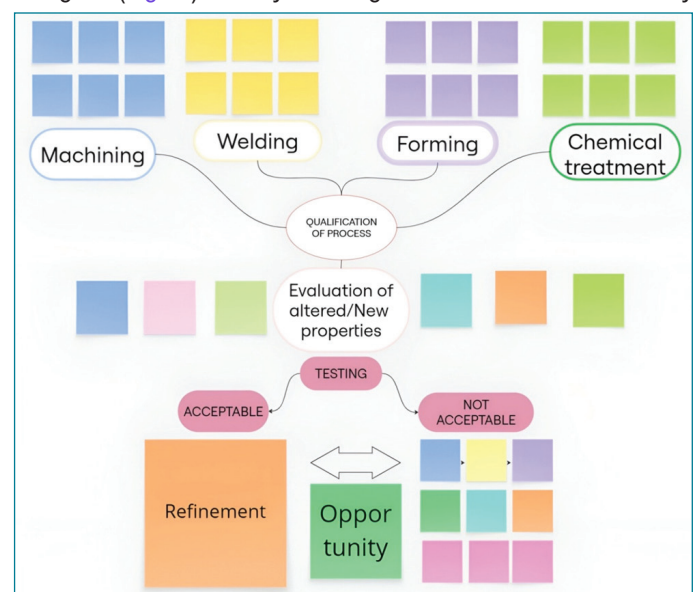 Machining
Welding
Forming
Chemical
treatment
QUALIFICATION
OF PROCESS
Evaluation of
altered/New
properties
TESTING
ACCEPTABLE
NOT
ACCEPTABLE
Refinement
Oppor
tunity